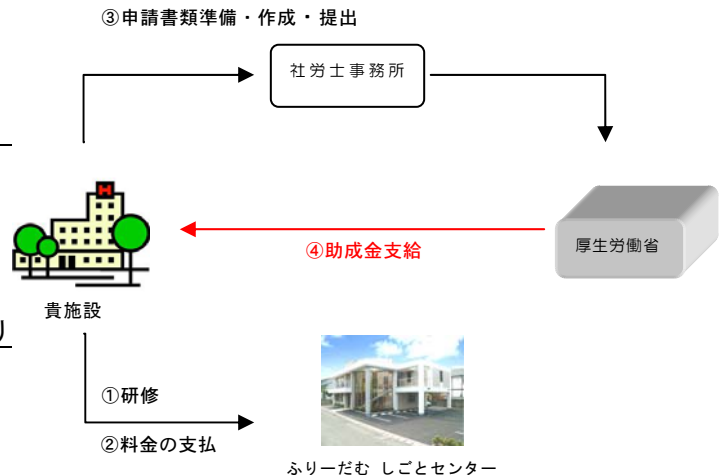 ③申請書類準備・作成・提出
社労士事務所
H
④助成金支給
厚生労働省
貴施設
り
①研修
②料金の支払
ふりーだむ しごとセンター